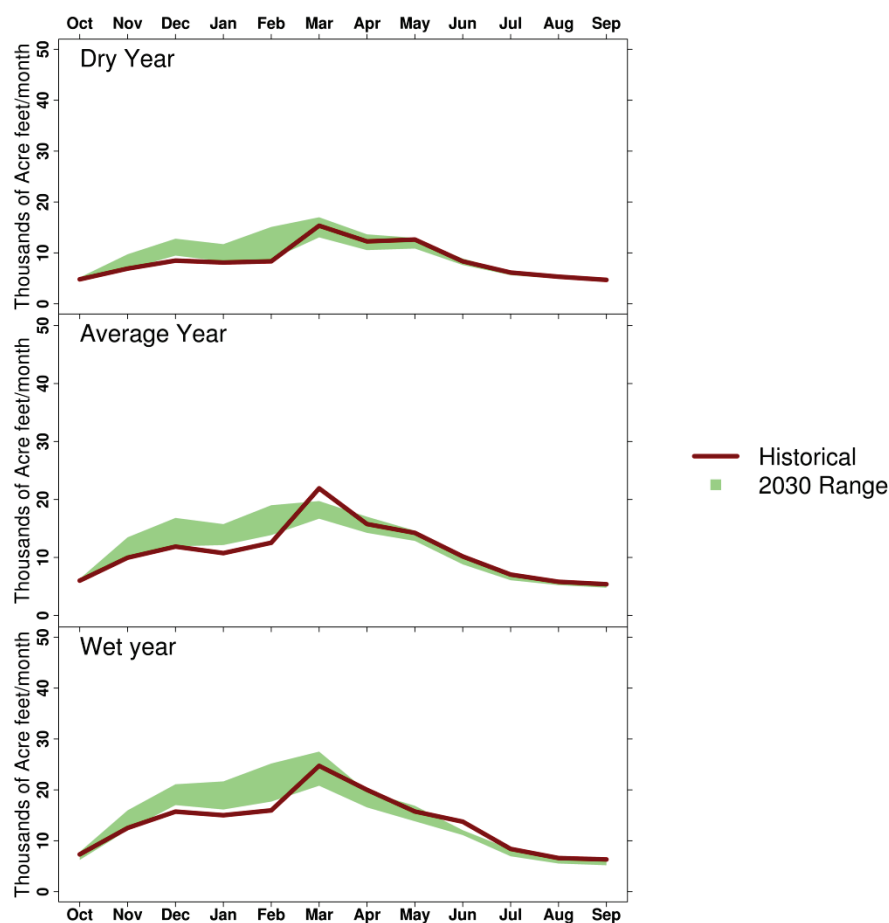 Oct Nov Dec Jan Feb Mar Apr May Jun Jul Aug Sep
Dry Year
Thousands of Acre feet/month
50
40
30
20
10
0
Average Year
Thousands of Acre feet/month
50
40
30
20
10
0
Historical
2030 Range
Wet year
Thousands of Acre feet/month
50
40
30
20
10
0
Oct Nov Dec Jan Feb Mar Apr May Jun Jul Aug Sep